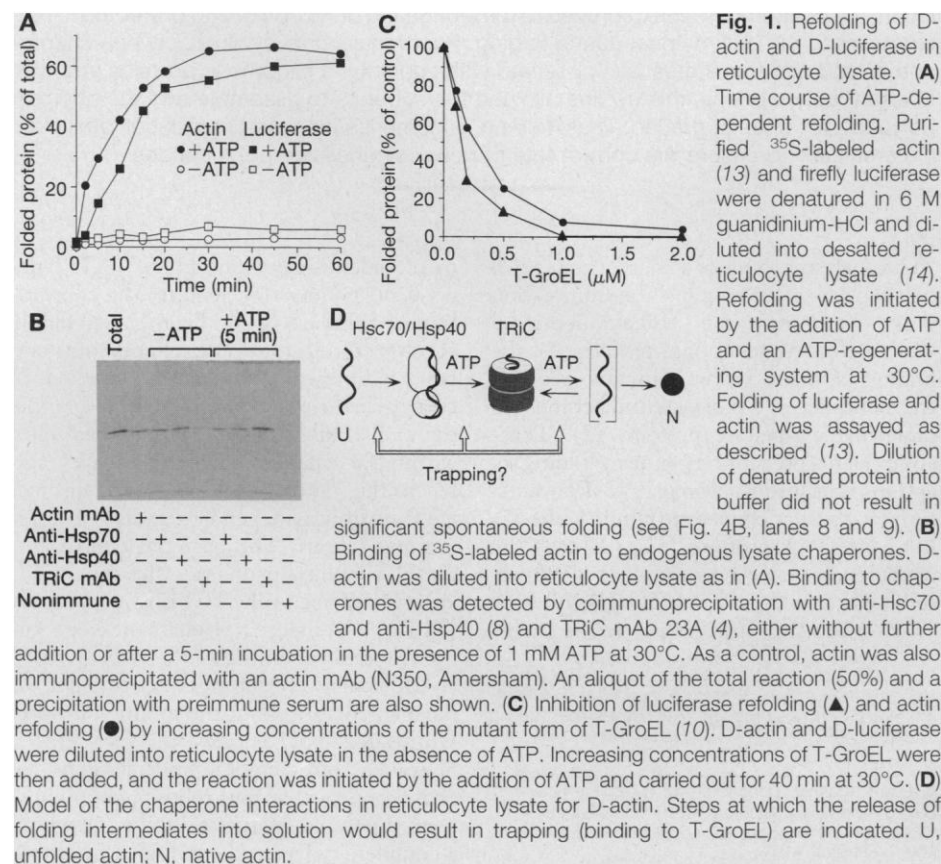 A
Folded protein (% of total)
60
40
20
0
Actin Luciferase
● +ATP ■ +ATP
○ −ATP □ −ATP
0 10 20 30 40 50 60
Time (min)
C
Folded protein (% of control)
100
80
60
40
20
0
0.0 0.5 1.0 1.5 2.0
T-GroEL (μM)
B
Total
−ATP
+ATP
(5 min)
Actin mAb + − − − − − − −
Anti-Hsp70 − + − − + − − −
Anti-Hsp40 − − + − − + − −
TRiC mAb − − − + − − + −
Nonimmune − − − − − − − +
D
Hsc70/Hsp40 TRiC
ATP ATP
U
Trapping?
Fig. 1. Refolding of D-
actin and D-luciferase in
reticulocyte lysate. (A)
Time course of ATP-de-
pendent refolding. Puri-
fied ³⁵S-labeled actin
(13) and firefly luciferase
were denatured in 6 M
guanidinium-HCl and di-
luted into desalted re-
ticulocyte lysate (14).
Refolding was initiated
by the addition of ATP
and an ATP-regenerat-
ing system at 30°C.
Folding of luciferase and
actin was assayed as
described (13). Dilution
of denatured protein into
buffer did not result in
significant spontaneous folding (see Fig. 4B, lanes 8 and 9). (B)
Binding of ³⁵S-labeled actin to endogenous lysate chaperones. D-
actin was diluted into reticulocyte lysate as in (A). Binding to chap-
erones was detected by coimmunoprecipitation with anti-Hsc70
and anti-Hsp40 (8) and TRiC mAb 23A (4), either without further
addition or after a 5-min incubation in the presence of 1 mM ATP at 30°C. As a control, actin was also
immunoprecipitated with an actin mAb (N350, Amersham). An aliquot of the total reaction (50%) and a
precipitation with preimmune serum are also shown. (C) Inhibition of luciferase refolding (▲) and actin
refolding (●) by increasing concentrations of the mutant form of T-GroEL (10). D-actin and D-luciferase
were diluted into reticulocyte lysate in the absence of ATP. Increasing concentrations of T-GroEL were
then added, and the reaction was initiated by the addition of ATP and carried out for 40 min at 30°C. (D)
Model of the chaperone interactions in reticulocyte lysate for D-actin. Steps at which the release of
folding intermediates into solution would result in trapping (binding to T-GroEL) are indicated. U,
unfolded actin; N, native actin.